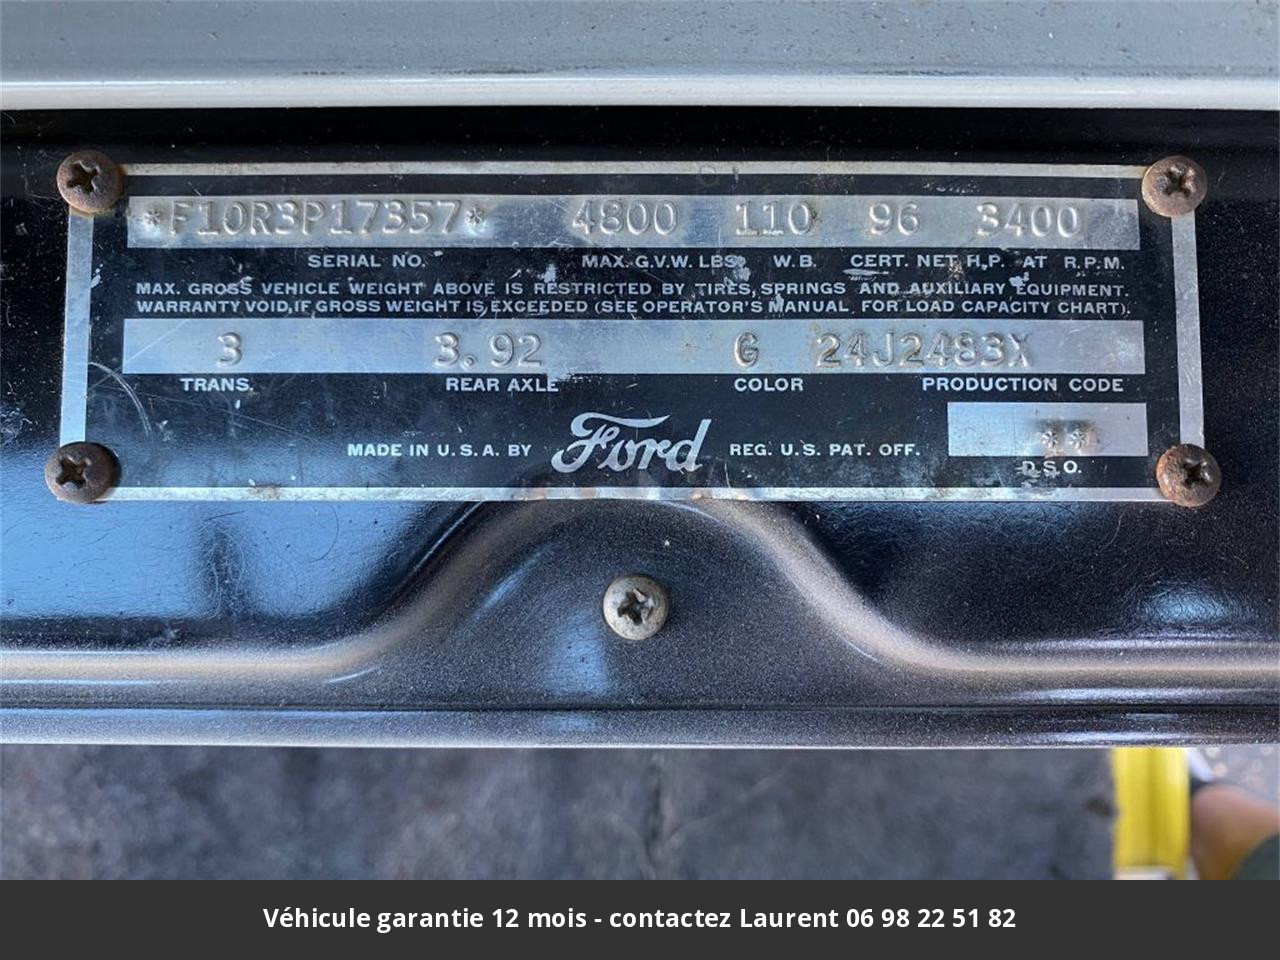 *F10R3P17357* 4800 110 96 3400
SERIAL NO. MAX. G.V.W. LBS. W.B. CERT. NET H.P. AT R.P.M.
MAX. GROSS VEHICLE WEIGHT ABOVE IS RESTRICTED BY TIRES, SPRINGS AND AUXILIARY EQUIPMENT.
WARRANTY VOID, IF GROSS WEIGHT IS EXCEEDED (SEE OPERATOR'S MANUAL FOR LOAD CAPACITY CHART).
3 3.92 G 24J2483X
TRANS. REAR AXLE COLOR PRODUCTION CODE
**
MADE IN U.S.A. BY Ford REG. U.S. PAT. OFF.
D.S.O.
Véhicule garantie 12 mois - contactez Laurent 06 98 22 51 82